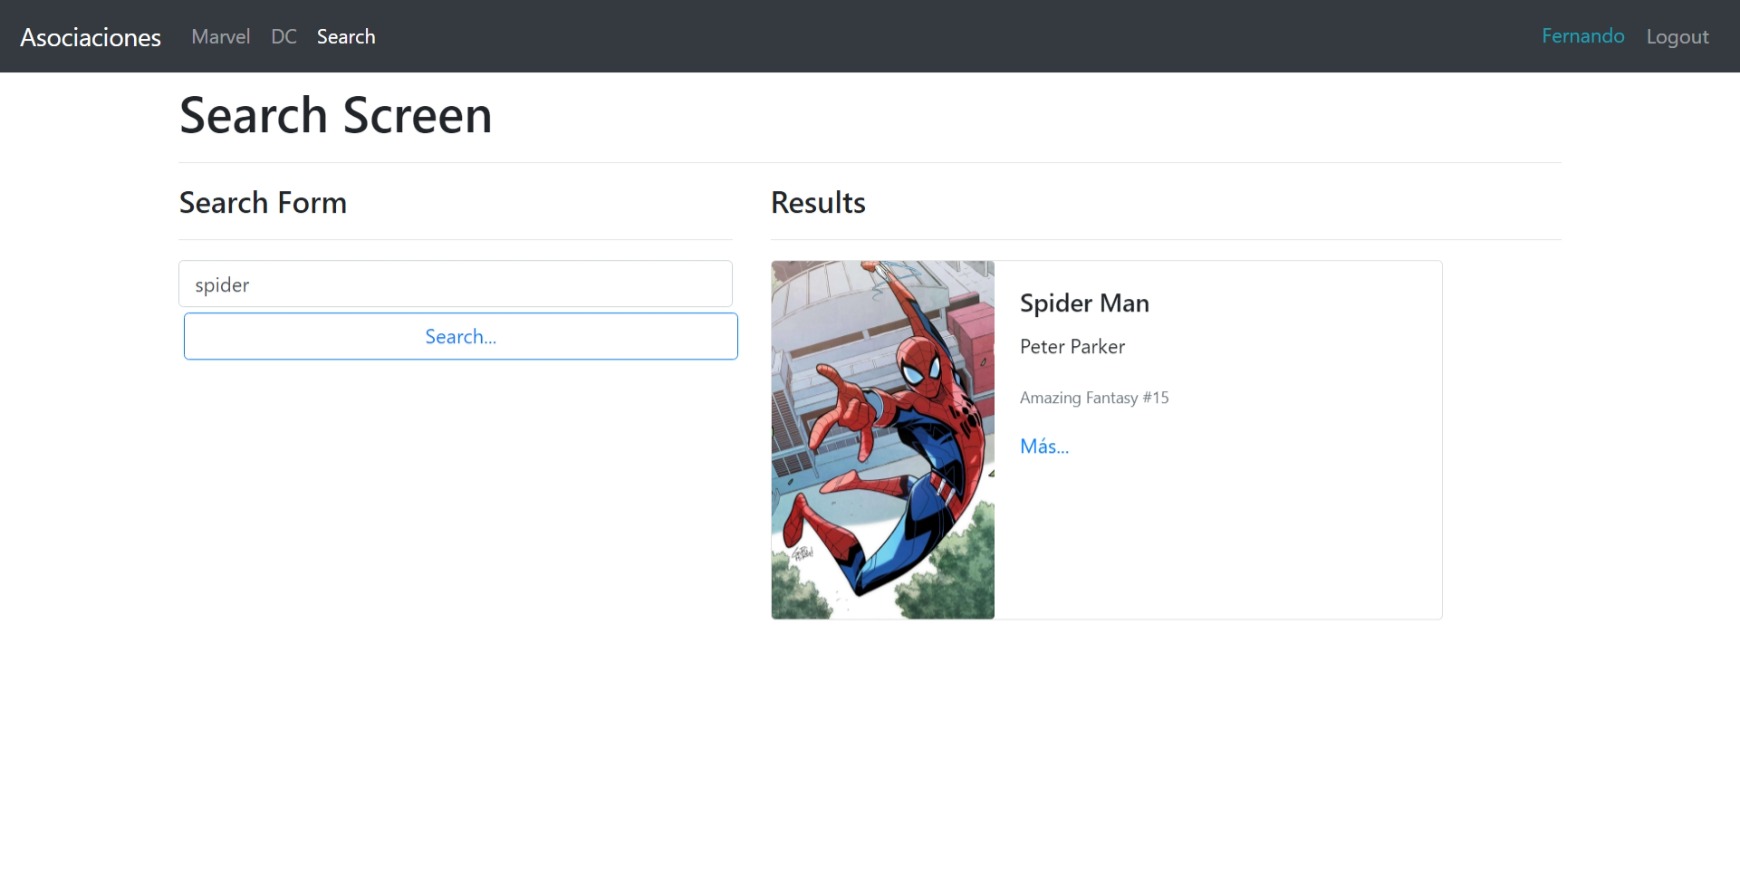 Asociaciones Marvel DC Search Fernando Logout
Search Screen
Search Form
spider
Search...
Results
Spider Man
Peter Parker
Amazing Fantasy #15
Más...